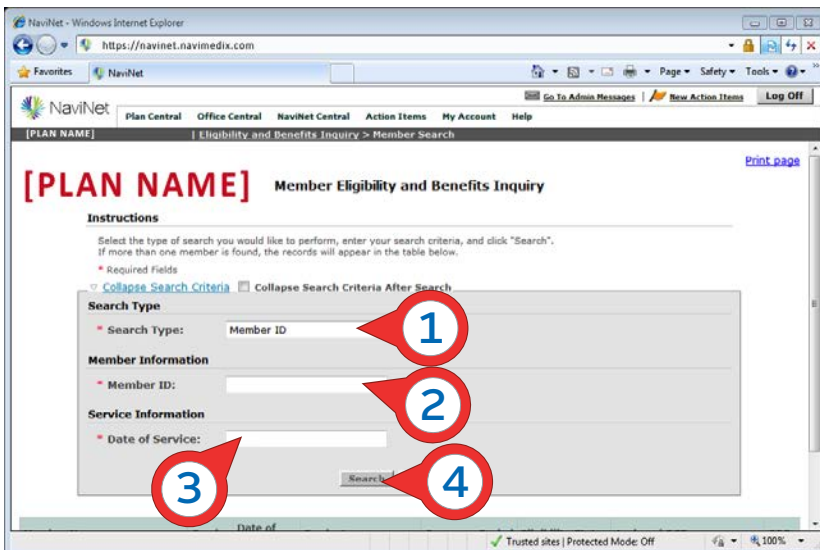 NaviNet - Windows Internet Explorer
https://navinet.navimedix.com
Favorites NaviNet Page Safety Tools
Go To Admin Messages | New Action Items Log Off
NaviNet Plan Central Office Central NaviNet Central Action Items My Account Help
[PLAN NAME] | Eligibility and Benefits Inquiry > Member Search
Print page
[PLAN NAME] Member Eligibility and Benefits Inquiry
Instructions
Select the type of search you would like to perform, enter your search criteria, and click "Search".
If more than one member is found, the records will appear in the table below.
* Required Fields
Collapse Search Criteria Collapse Search Criteria After Search
Search Type
* Search Type: Member ID 1
Member Information
* Member ID: 2
Service Information
* Date of Service: 3
Search 4
Date of
Trusted sites | Protected Mode: Off 100%